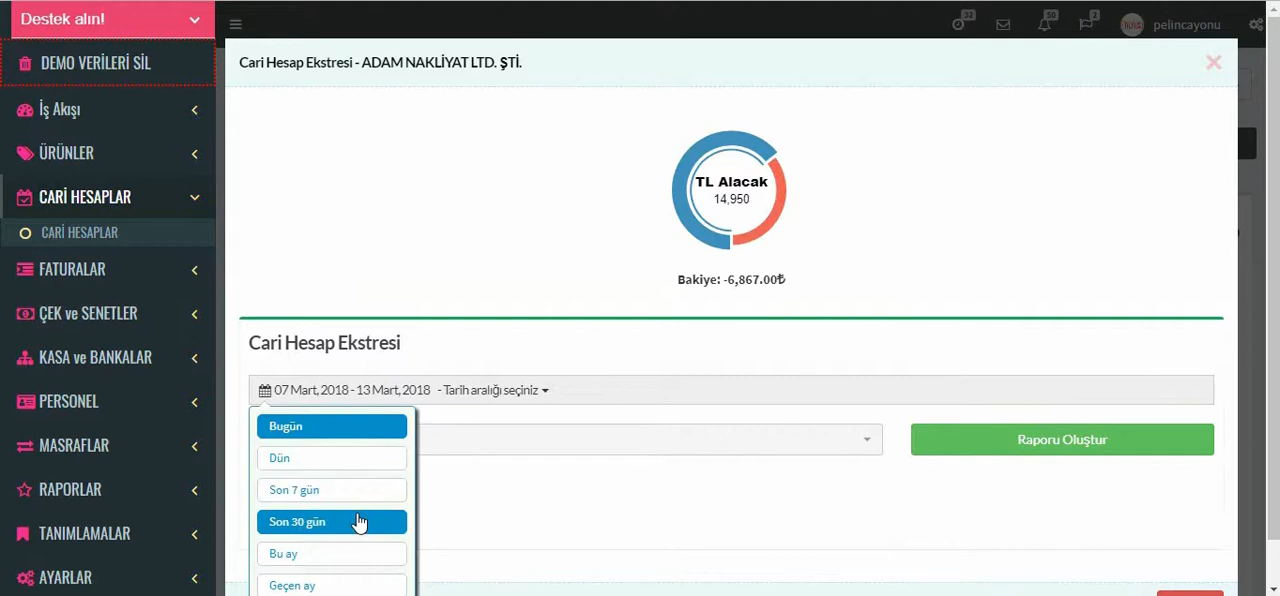 Destek alın!
DEMO VERİLERİ SİL
İş Akışı
ÜRÜNLER
CARİ HESAPLAR
CARİ HESAPLAR
FATURALAR
ÇEK ve SENETLER
KASA ve BANKALAR
PERSONEL
MASRAFLAR
RAPORLAR
TANIMLAMALAR
AYARLAR
32
50
2
pelincayonu
Cari Hesap Ekstresi - ADAM NAKLİYAT LTD. ŞTİ.
TL Alacak
14,950
Bakiye: -6,867.00₺
Cari Hesap Ekstresi
07 Mart, 2018 - 13 Mart, 2018 - Tarih aralığı seçiniz
Raporu Oluştur
Bugün
Dün
Son 7 gün
Son 30 gün
Bu ay
Geçen ay